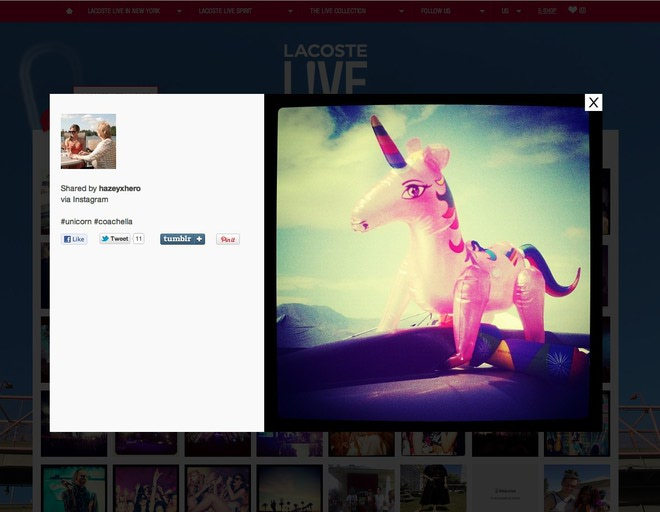 LACOSTE LIVE IN NEW YORK
LACOSTE LIVE SPIRIT
THE LIVE COLLECTION
FOLLOW US
US
E-SHOP
LACOSTE
LIVE
X
Shared by hazeyxhero
via Instagram
#unicorn #coachella
Like
Tweet
11
tumblr +
Pin it